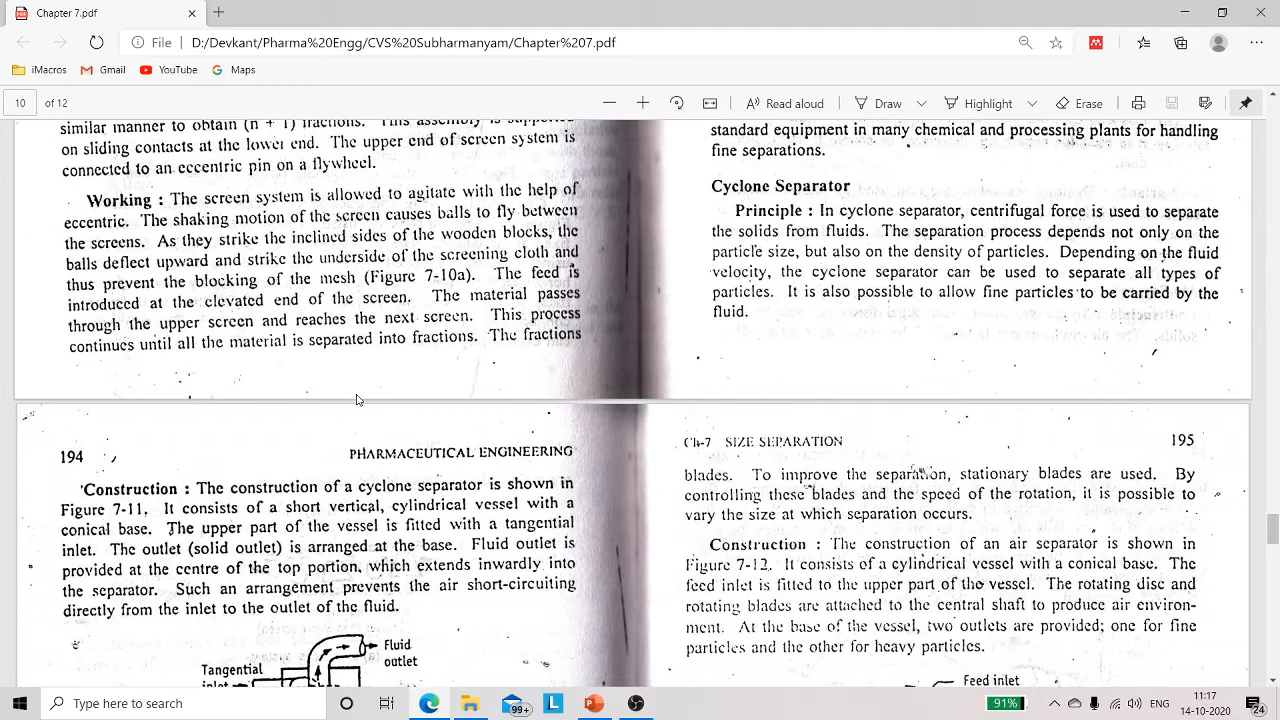 Chapter 7.pdf
File
D:/Devkant/Pharma%20Engg/CVS%20Subharmanyam/Chapter%207.pdf
iMacros
Gmail
YouTube
Maps
10 of 12
Read aloud
Draw
Highlight
Erase
similar manner to obtain (n + 1) fractions. This assembly is supported
on sliding contacts at the lower end. The upper end of screen system is
connected to an eccentric pin on a flywheel.
Working : The screen system is allowed to agitate with the help of
eccentric. The shaking motion of the screen causes balls to fly between
the screens. As they strike the inclined sides of the wooden blocks, the
balls deflect upward and strike the underside of the screening cloth and
thus prevent the blocking of the mesh (Figure 7-10a). The feed is
introduced at the elevated end of the screen. The material passes
through the upper screen and reaches the next screen. This process
continues until all the material is separated into fractions. The fractions
standard equipment in many chemical and processing plants for handling
fine separations.
Cyclone Separator
Principle : In cyclone separator, centrifugal force is used to separate
the solids from fluids. The separation process depends not only on the
particle size, but also on the density of particles. Depending on the fluid
velocity, the cyclone separator can be used to separate all types of
particles. It is also possible to allow fine particles to be carried by the
fluid.
194
PHARMACEUTICAL ENGINEERING
Construction : The construction of a cyclone separator is shown in
Figure 7-11. It consists of a short vertical, cylindrical vessel with a
conical base. The upper part of the vessel is fitted with a tangential
inlet. The outlet (solid outlet) is arranged at the base. Fluid outlet is
provided at the centre of the top portion, which extends inwardly into
the separator. Such an arrangement prevents the air short-circuiting
directly from the inlet to the outlet of the fluid.
Fluid
outlet
Tangential
inlet
Ch-7 SIZE SEPARATION
195
blades. To improve the separation, stationary blades are used. By
controlling these blades and the speed of the rotation, it is possible to
vary the size at which separation occurs.
Construction : The construction of an air separator is shown in
Figure 7-12. It consists of a cylindrical vessel with a conical base. The
feed inlet is fitted to the upper part of the vessel. The rotating disc and
rotating blades are attached to the central shaft to produce air environ-
ment. At the base of the vessel, two outlets are provided; one for fine
particles and the other for heavy particles.
Feed inlet
Type here to search
99+
91%
ENG
11:17
14-10-2020
24